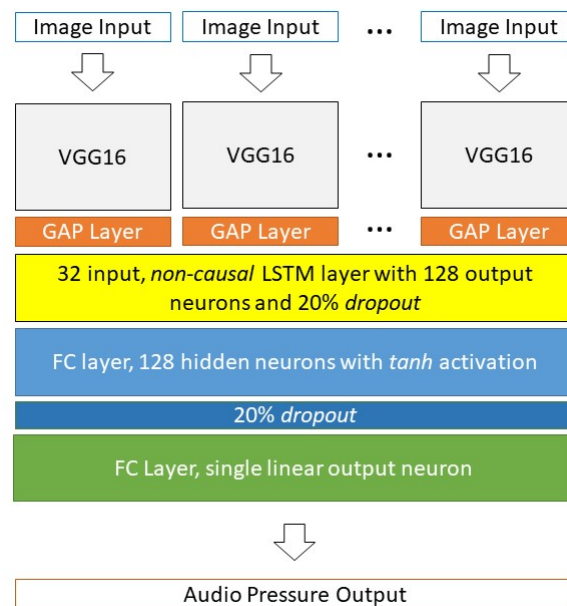 Image Input Image Input ... Image Input
VGG16 VGG16 ... VGG16
GAP Layer GAP Layer ... GAP Layer
32 input, non-causal LSTM layer with 128 output
neurons and 20% dropout
FC layer, 128 hidden neurons with tanh activation
20% dropout
FC Layer, single linear output neuron
Audio Pressure Output